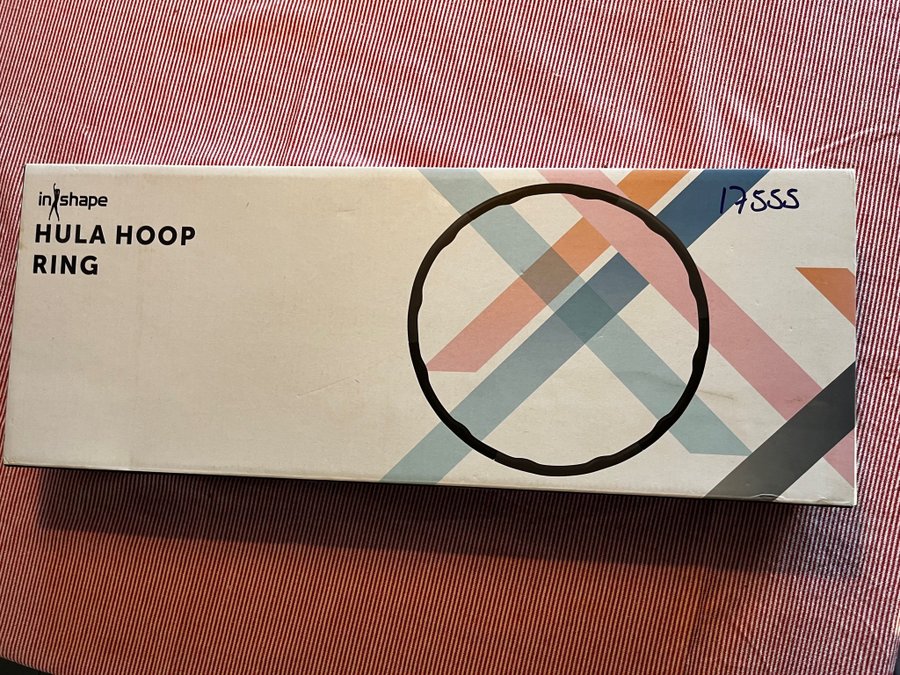 inshape
HULA HOOP
RING
17555